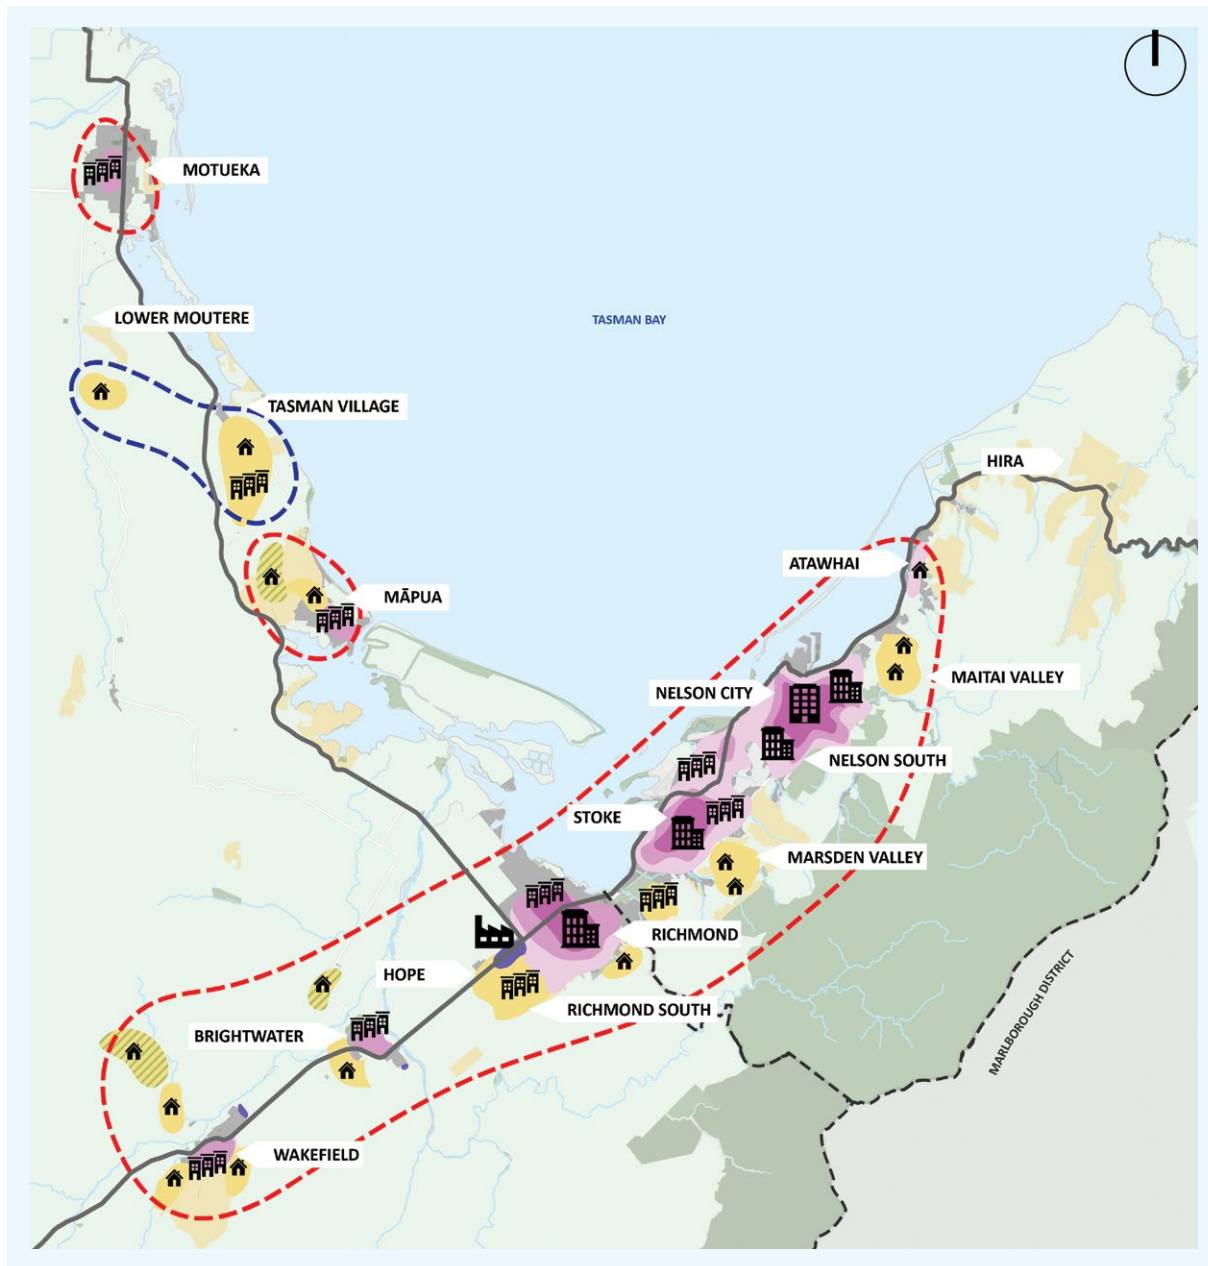 MOTUEKA
LOWER MOUTERE
TASMAN BAY
TASMAN VILLAGE
HIRA
ATAWHAI
MĀPUA
MAITAI VALLEY
NELSON CITY
NELSON SOUTH
STOKE
MARSDEN VALLEY
RICHMOND
HOPE
RICHMOND SOUTH
BRIGHTWATER
MARLBOROUGH DISTRICT
WAKEFIELD